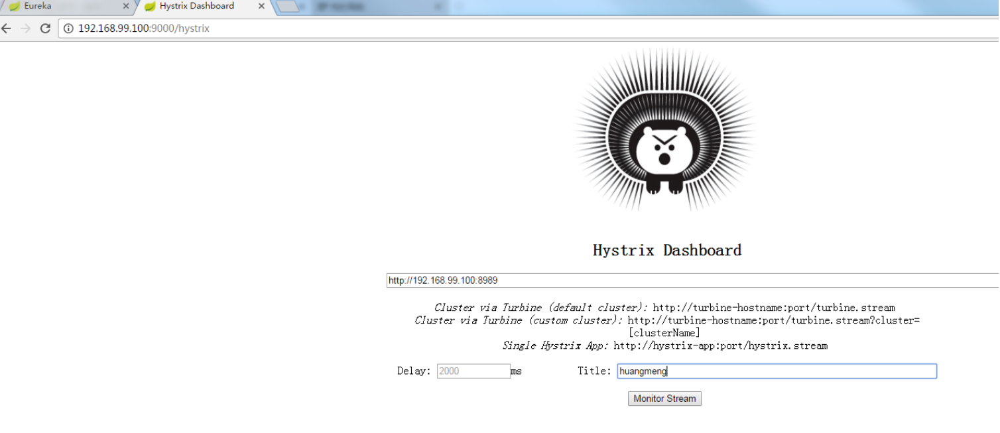 Eureka
Hystrix Dashboard
192.168.99.100:9000/hystrix
Hystrix Dashboard
http://192.168.99.100:8989
Cluster via Turbine (default cluster): http://turbine-hostname:port/turbine.stream
Cluster via Turbine (custom cluster): http://turbine-hostname:port/turbine.stream?cluster=
[clusterName]
Single Hystrix App: http://hystrix-app:port/hystrix.stream
Delay: 2000 ms Title: huangmeng
Monitor Stream